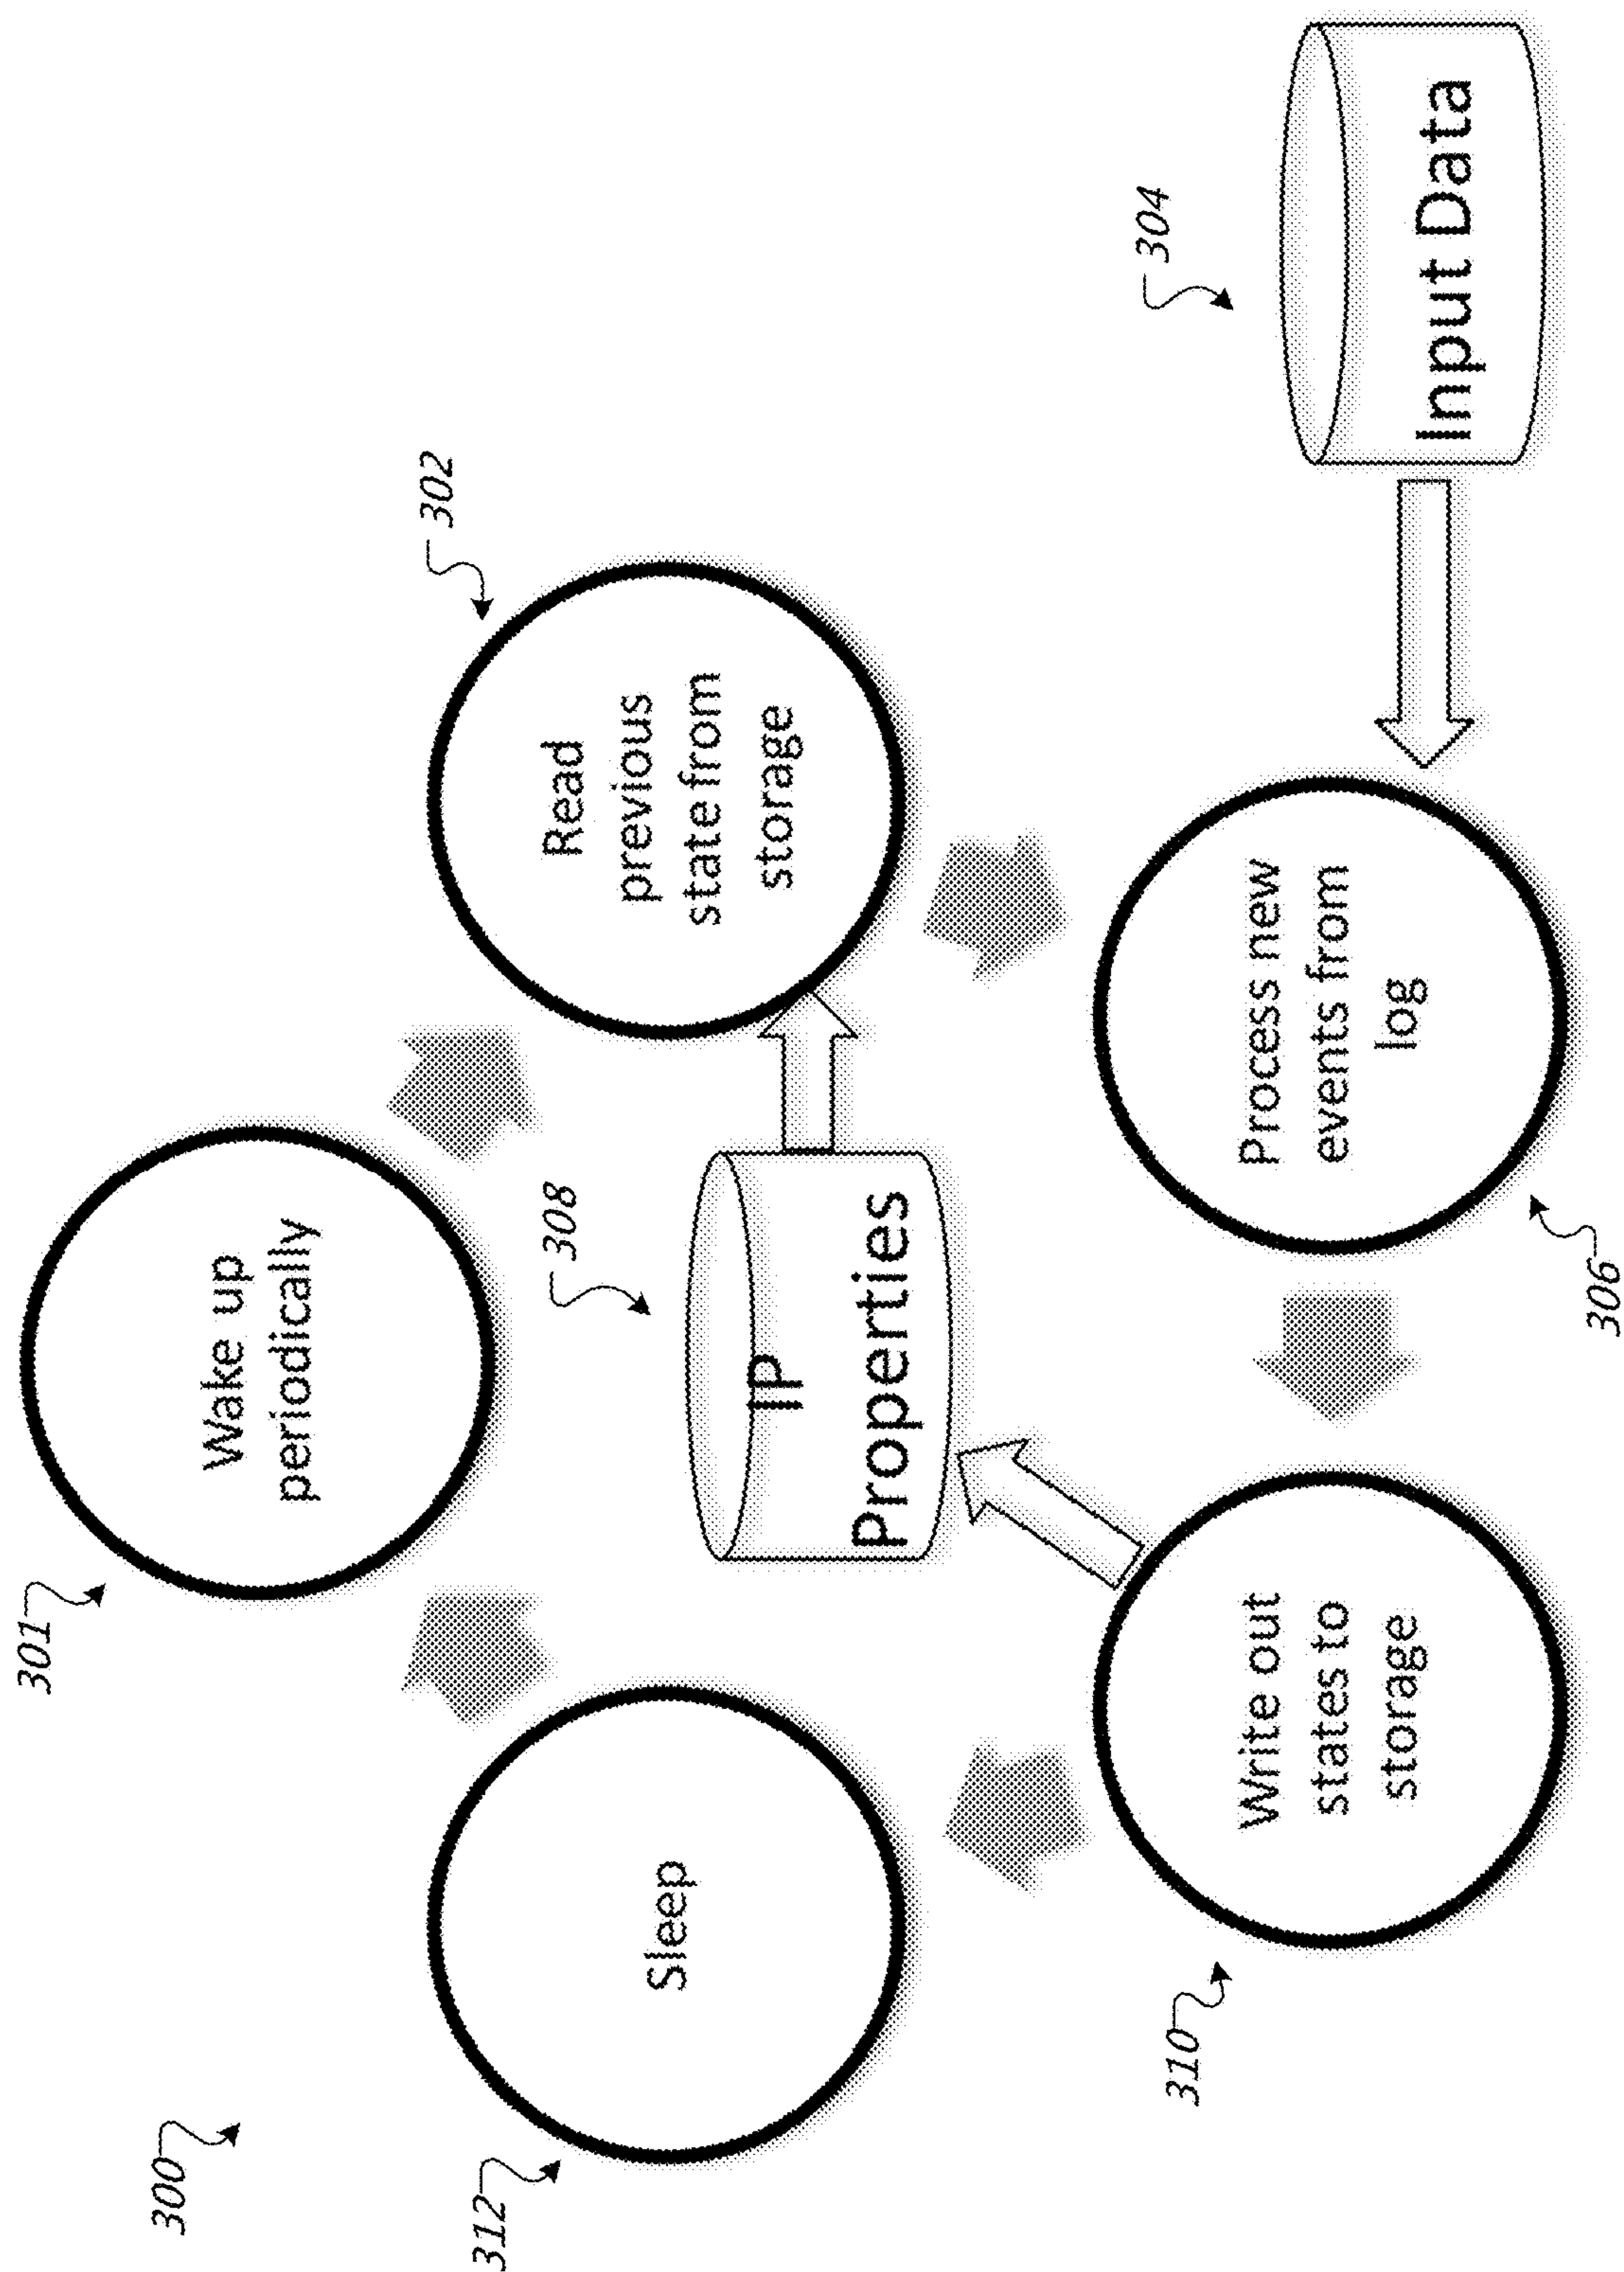 300
301
Wake up
periodically
312
Sleep
302
Read
previous
state from
storage
308
IP
Properties
304
Input Data
310
Write out
states to
storage
Process new
events from
log
306